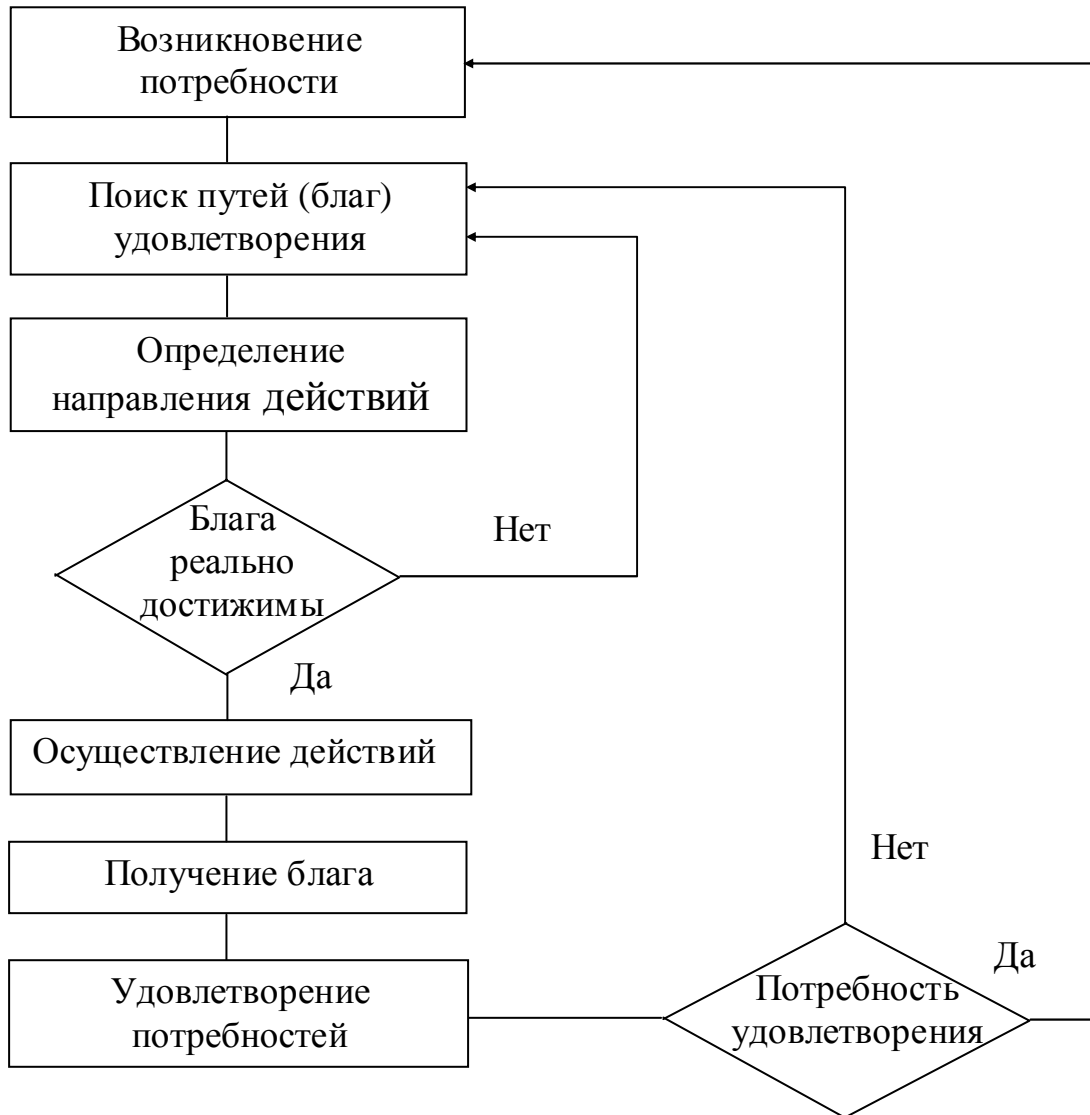 Возникновение
потребности
Поиск путей (благ)
удовлетворения
Определение
направления действий
Блага
реально
достижимы
Нет
Да
Осуществление действий
Получение блага
Удовлетворение
потребностей
Потребность
удовлетворения
Нет
Да